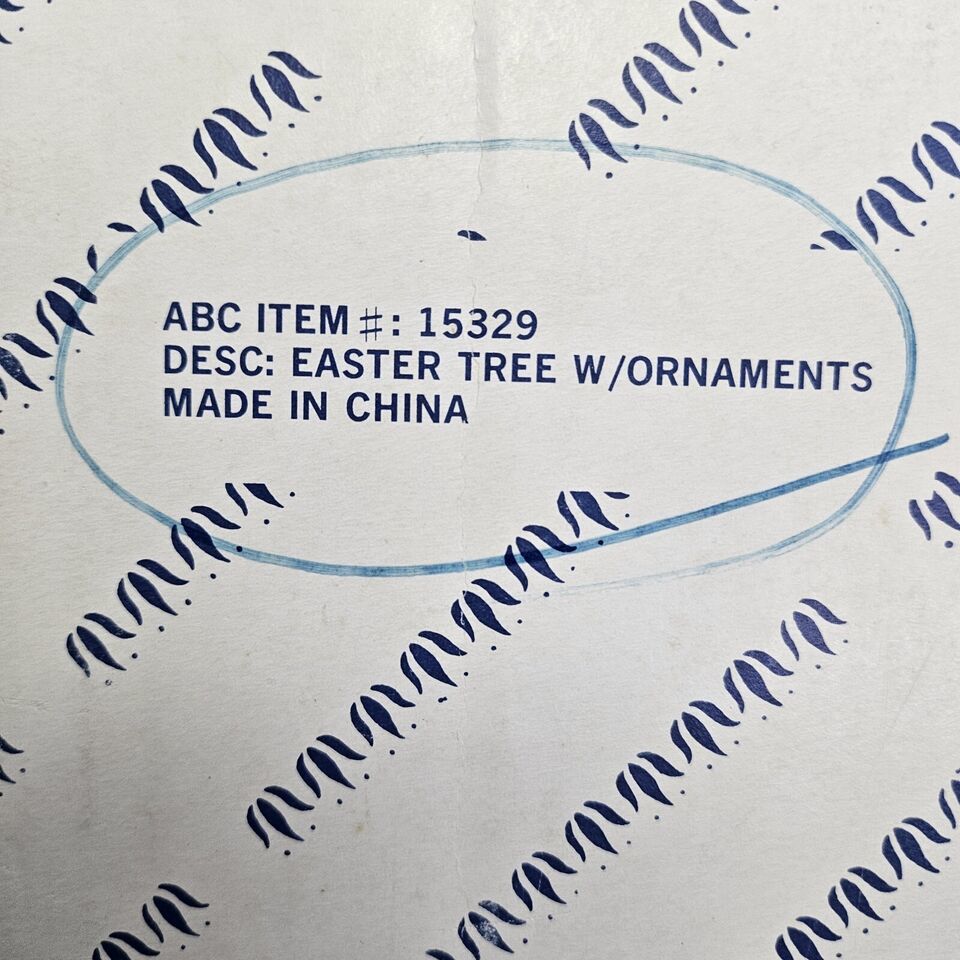 ABC ITEM #: 15329
DESC: EASTER TREE W/ORNAMENTS
MADE IN CHINA